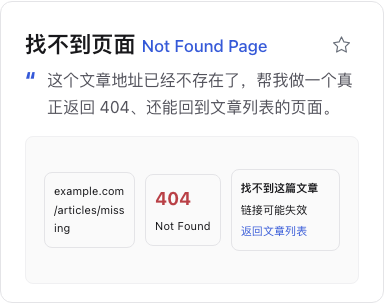 找不到页面 Not Found Page
“ 这个文章地址已经不存在了，帮我做一个真
正返回 404、还能回到文章列表的页面。
example.com
/articles/miss
ing
404
Not Found
找不到这篇文章
链接可能失效
返回文章列表